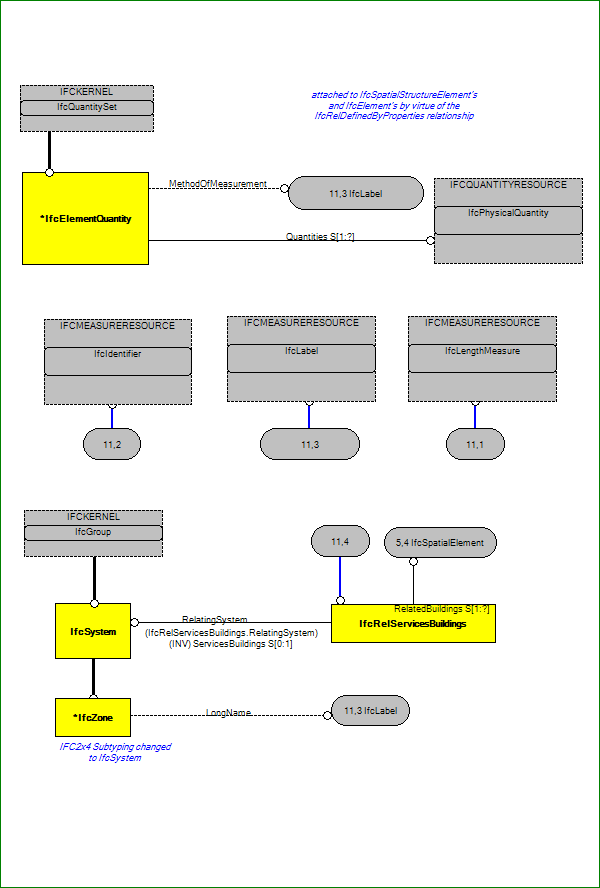 IFCKERNEL
IfcQuantitySet
attached to IfcSpatialStructureElement's
and IfcElement's by virtue of the
IfcRelDefinedByProperties relationship
*IfcElementQuantity
MethodOfMeasurement
11,3 IfcLabel
Quantities S[1:?]
IFCQUANTITYRESOURCE
IfcPhysicalQuantity
IFCMEASURERESOURCE
IfcIdentifier
11,2
IFCMEASURERESOURCE
IfcLabel
11,3
IFCMEASURERESOURCE
IfcLengthMeasure
11,1
IFCKERNEL
IfcGroup
11,4
5,4 IfcSpatialElement
IfcSystem
RelatingSystem
(IfcRelServicesBuildings.RelatingSystem)
(INV) ServicesBuildings S[0:1]
RelatedBuildings S[1:?]
IfcRelServicesBuildings
*IfcZone
LongName
11,3 IfcLabel
IFC2x4 Subtyping changed
to IfcSystem